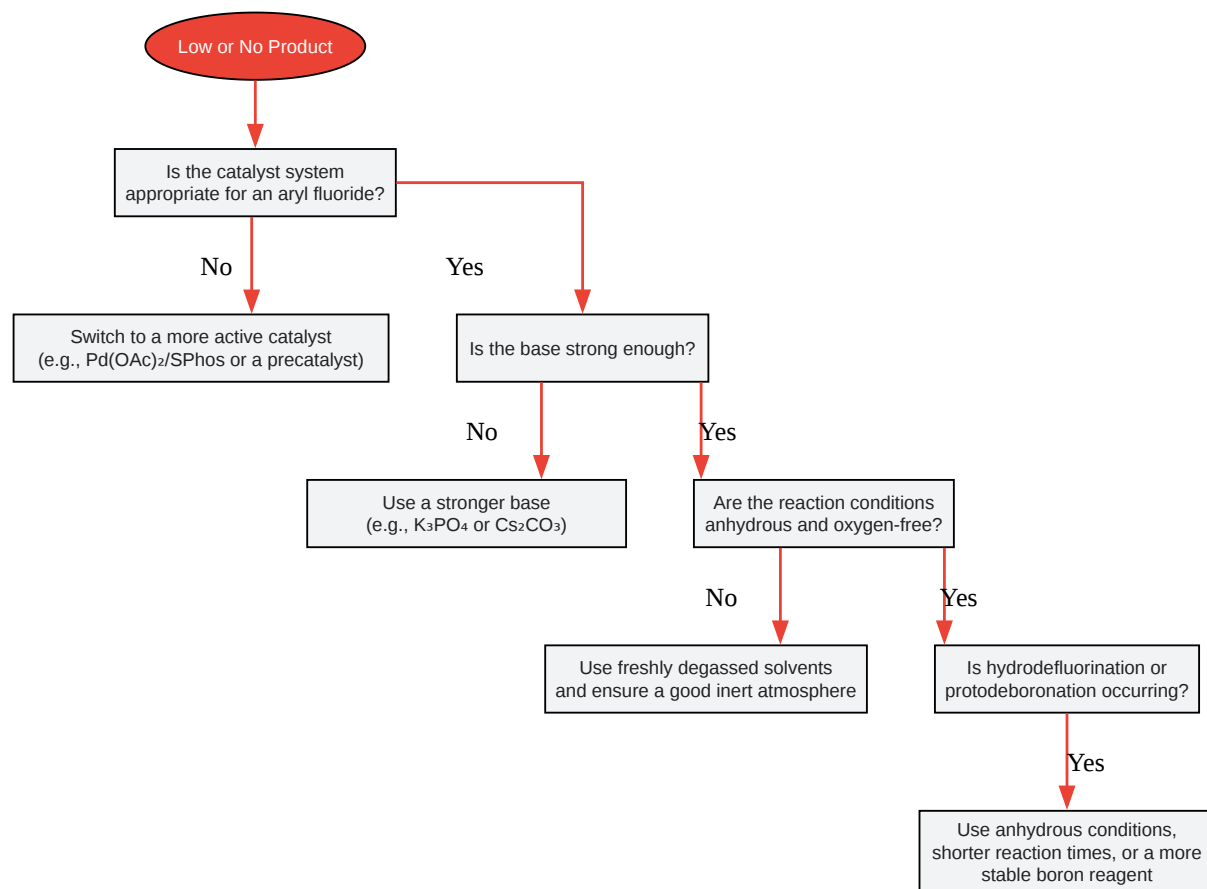 Low or No Product
Is the catalyst system
appropriate for an aryl fluoride?
No
Yes
Switch to a more active catalyst
(e.g., Pd(OAc)₂/SPhos or a precatalyst)
Is the base strong enough?
No
Yes
Use a stronger base
(e.g., K₃PO₄ or Cs₂CO₃)
Are the reaction conditions
anhydrous and oxygen-free?
No
Yes
Use freshly degassed solvents
and ensure a good inert atmosphere
Is hydrodefluorination or
protodeboronation occurring?
Yes
Use anhydrous conditions,
shorter reaction times, or a more
stable boron reagent